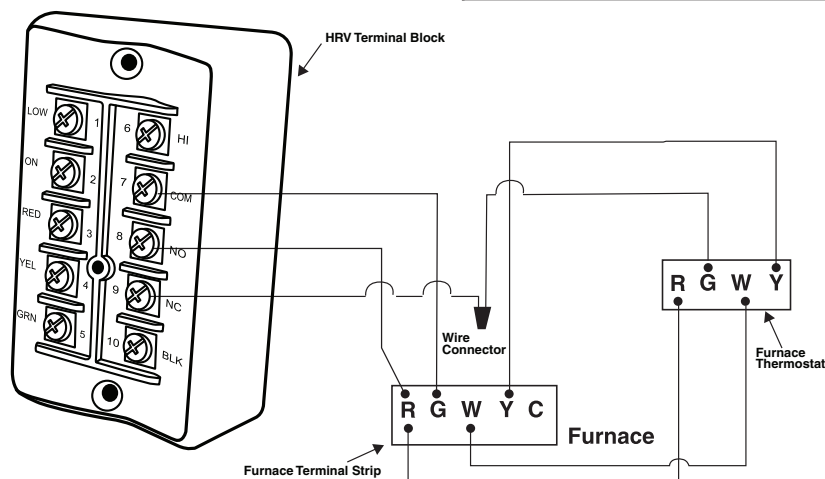 HRV Terminal Block
LOW
1
6
HI
ON
2
7
COM
RED
3
8
NO
YEL
4
9
NC
GRN
5
10
BLK
Wire
Connector
R G W Y
Furnace
Thermostat
R G W Y C
Furnace
Furnace Terminal Strip